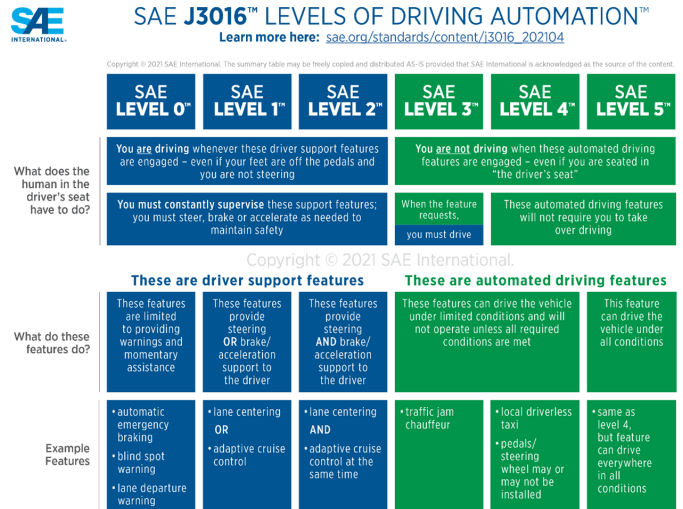 SAE
INTERNATIONAL®
SAE J3016™ LEVELS OF DRIVING AUTOMATION™
Learn more here: sae.org/standards/content/j3016_202104
Copyright © 2021 SAE International. The summary table may be freely copied and distributed AS-IS provided that SAE International is acknowledged as the source of the content.
SAE
LEVEL 0™
SAE
LEVEL 1™
SAE
LEVEL 2™
SAE
LEVEL 3™
SAE
LEVEL 4™
SAE
LEVEL 5™
What does the
human in the
driver's seat
have to do?
You are driving whenever these driver support features
are engaged – even if your feet are off the pedals and
you are not steering
You are not driving when these automated driving
features are engaged – even if you are seated in
“the driver's seat”
You must constantly supervise these support features;
you must steer, brake or accelerate as needed to
maintain safety
When the feature
requests,
you must drive
These automated driving features
will not require you to take
over driving
Copyright © 2021 SAE International.
These are driver support features
These are automated driving features
What do these
features do?
These features
are limited
to providing
warnings and
momentary
assistance
These features
provide
steering
OR brake/
acceleration
support to
the driver
These features
provide
steering
AND brake/
acceleration
support to
the driver
These features can drive the vehicle
under limited conditions and will
not operate unless all required
conditions are met
This feature
can drive the
vehicle under
all conditions
Example
Features
• automatic
emergency
braking
• blind spot
warning
• lane departure
warning
• lane centering
OR
• adaptive cruise
control
• lane centering
AND
• adaptive cruise
control at the
same time
• traffic jam
chauffeur
• local driverless
taxi
• pedals/
steering
wheel may or
may not be
installed
• same as
level 4,
but feature
can drive
everywhere
in all
conditions